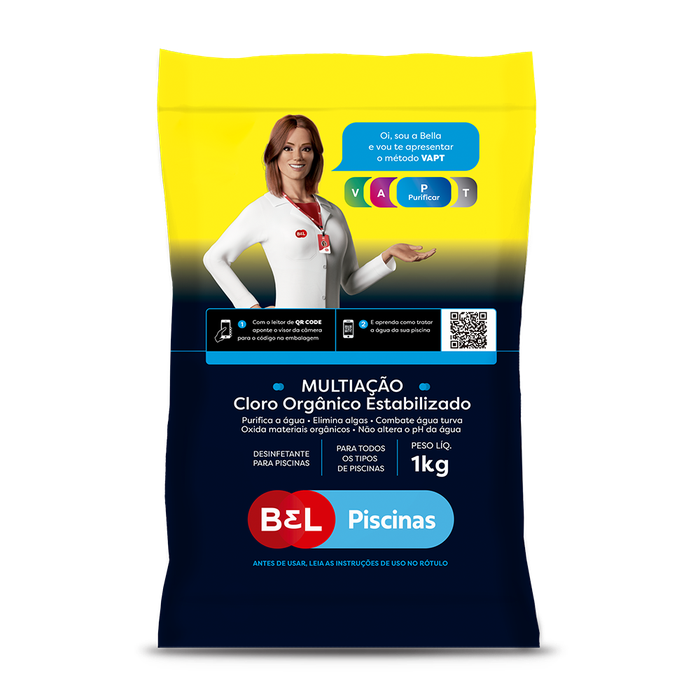 Oi, sou a Bella
e vou te apresentar
o método VAPT
V A P T
Purificar
BEL
1 Com o leitor de QR CODE
aponte o visor da câmera
para o código na embalagem
2 E aprenda como tratar
a água da sua piscina
MULTIAÇÃO
Cloro Orgânico Estabilizado
Purifica a água • Elimina algas • Combate água turva
Oxida materiais orgânicos • Não altera o pH da água
DESINFETANTE
PARA PISCINAS
PARA TODOS
OS TIPOS
DE PISCINAS
PESO LÍQ.
1kg
BEL Piscinas
ANTES DE USAR, LEIA AS INSTRUÇÕES DE USO NO RÓTULO